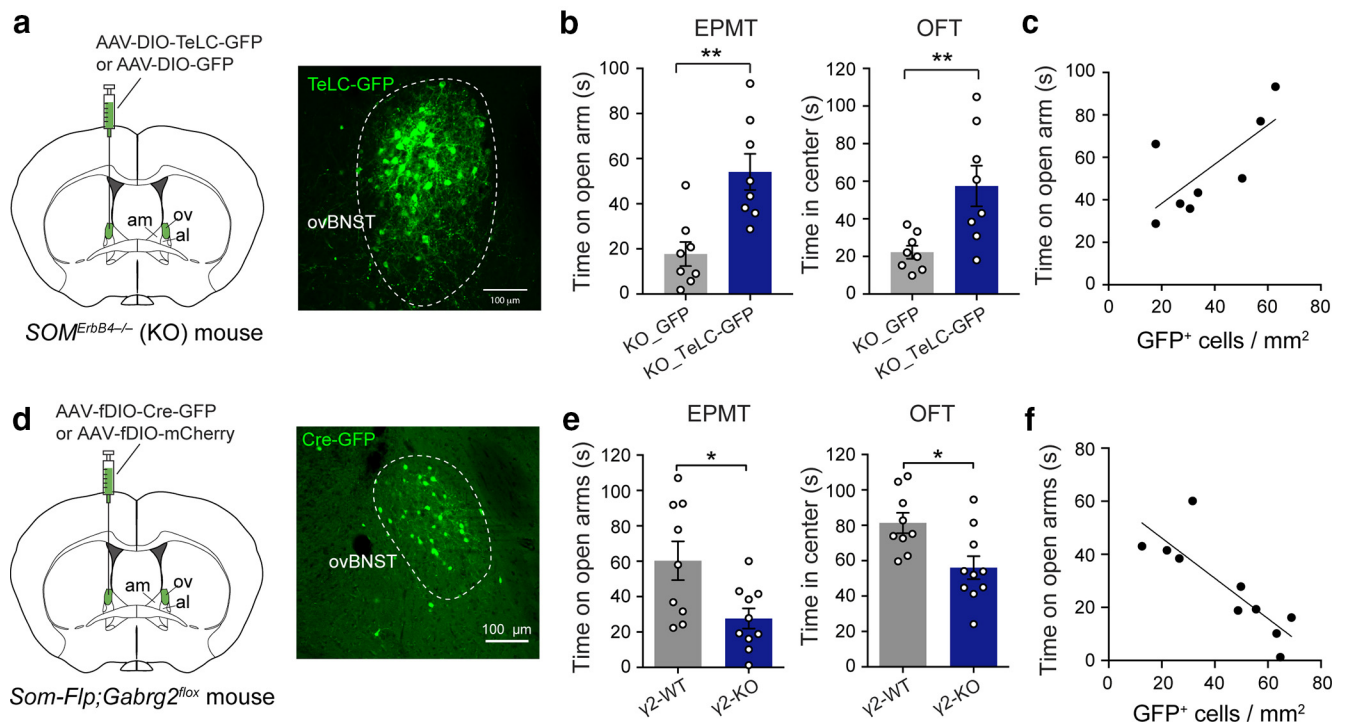 a
AAV-DIO-TeLC-GFP
or AAV-DIO-GFP
am
ov
al
SOM^ErbB4–/– (KO) mouse
TeLC-GFP
ovBNST
100 μm
b
EPMT
**
Time on open arm (s)
100
80
60
40
20
0
KO_GFP
KO_TeLC-GFP
OFT
**
Time in center (s)
120
100
80
60
40
20
0
KO_GFP
KO_TeLC-GFP
c
Time on open arm (s)
100
80
60
40
20
0
0 20 40 60 80
GFP⁺ cells / mm²
d
AAV-fDIO-Cre-GFP
or AAV-fDIO-mCherry
am
ov
al
Som-Flp;Gabrg2^flox mouse
Cre-GFP
ovBNST
100 μm
e
EPMT
*
Time on open arms (s)
120
100
80
60
40
20
0
γ2-WT
γ2-KO
OFT
*
Time in center (s)
120
100
80
60
40
20
0
γ2-WT
γ2-KO
f
Time on open arms (s)
80
60
40
20
0
0 20 40 60 80
GFP⁺ cells / mm²